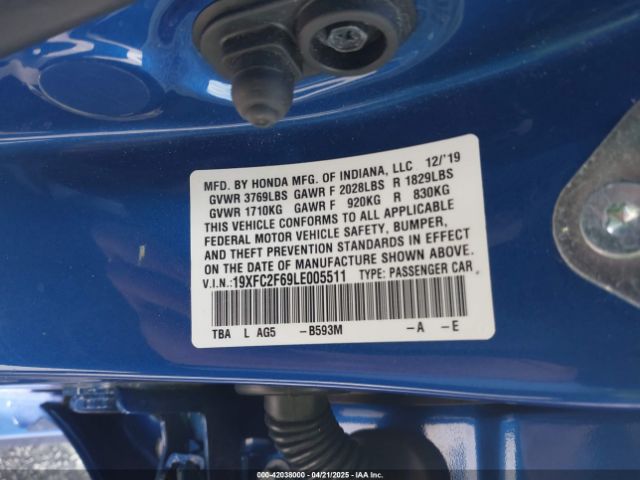 MFD. BY HONDA MFG. OF INDIANA, LLC 12/'19
GVWR 3769LBS GAWR F 2028LBS R 1829LBS
GVWR 1710KG GAWR F 920KG R 830KG
THIS VEHICLE CONFORMS TO ALL APPLICABLE
FEDERAL MOTOR VEHICLE SAFETY, BUMPER,
AND THEFT PREVENTION STANDARDS IN EFFECT
ON THE DATE OF MANUFACTURE SHOWN ABOVE.
V.I.N.:19XFC2F69LE005511 TYPE: PASSENGER CAR
TBA L AG5 -B593M -A -E
000-42038000 04/21/2025 IAA, Inc.